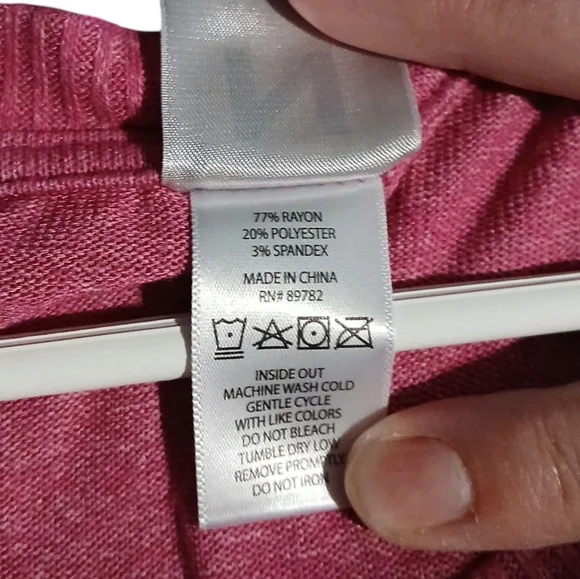 77% RAYON
20% POLYESTER
3% SPANDEX
MADE IN CHINA
RN# 89782
INSIDE OUT
MACHINE WASH COLD
GENTLE CYCLE
WITH LIKE COLORS
DO NOT BLEACH
TUMBLE DRY LOW
REMOVE PROMPTLY
DO NOT IRON